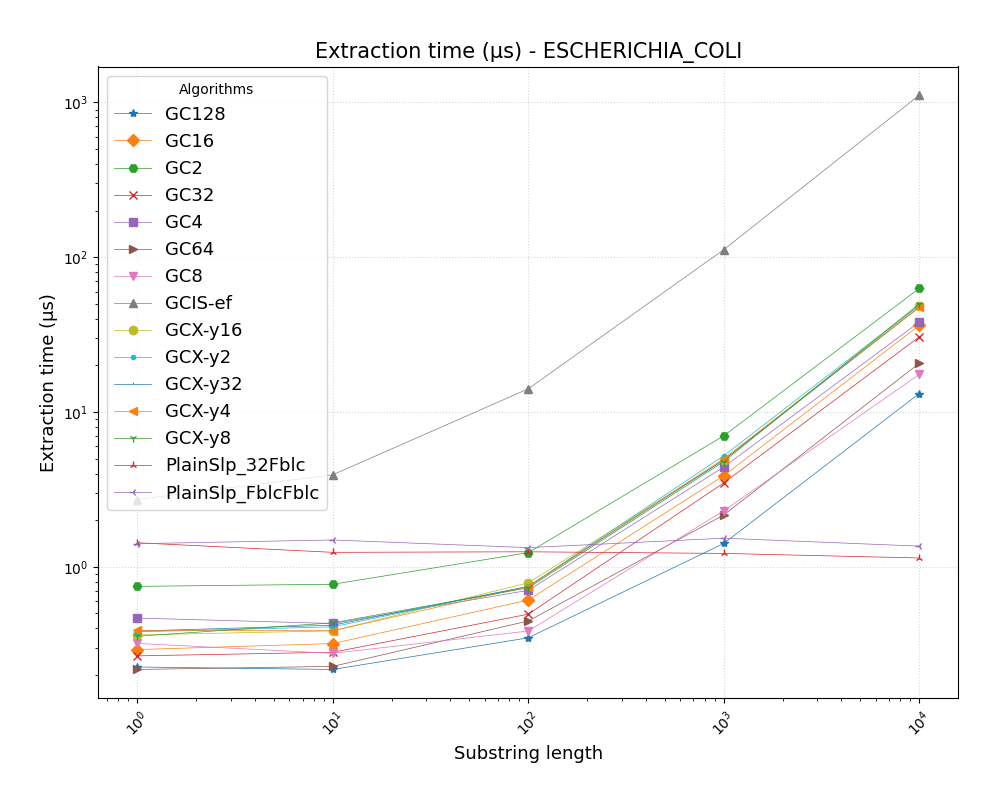 Extraction time (µs) - ESCHERICHIA_COLI
Algorithms
GC128
GC16
GC2
GC32
GC4
GC64
GC8
GCIS-ef
GCX-y16
GCX-y2
GCX-y32
GCX-y4
GCX-y8
PlainSlp_32Fblc
PlainSlp_FblcFblc
Extraction time (µs)
10³
10²
10¹
10⁰
10⁰ 10¹ 10² 10³ 10⁴
Substring length